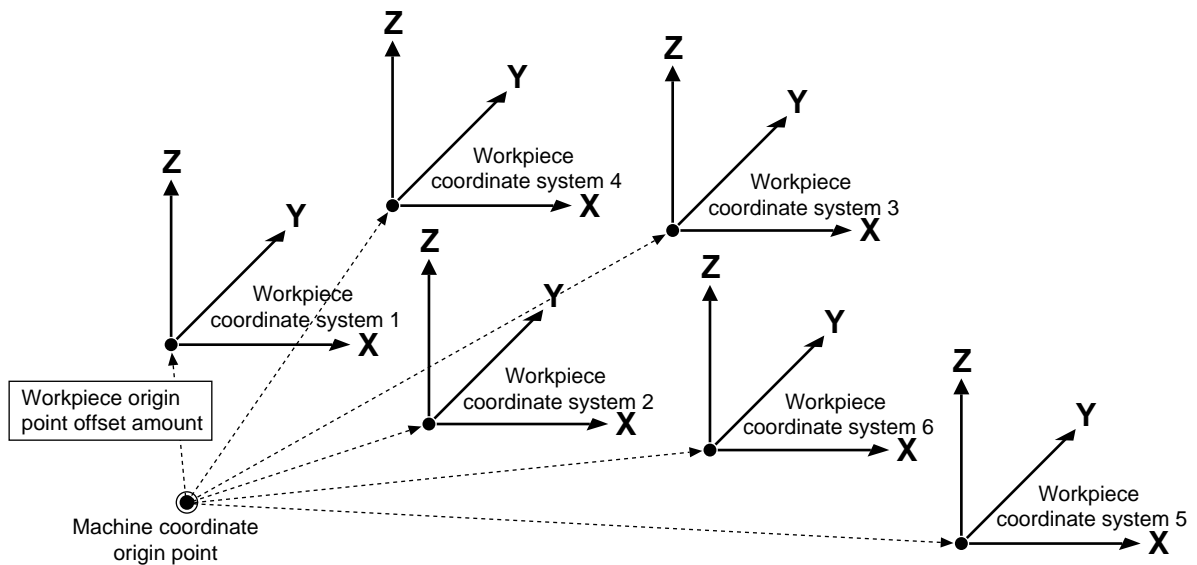 Z
Y
Workpiece
coordinate system 4
X
Z
Y
Workpiece
coordinate system 3
X
Z
Y
Workpiece
coordinate system 1
X
Z
Y
Workpiece
coordinate system 2
X
Z
Y
Workpiece
coordinate system 6
X
Z
Y
Workpiece
coordinate system 5
X
Workpiece origin
point offset amount
Machine coordinate
origin point